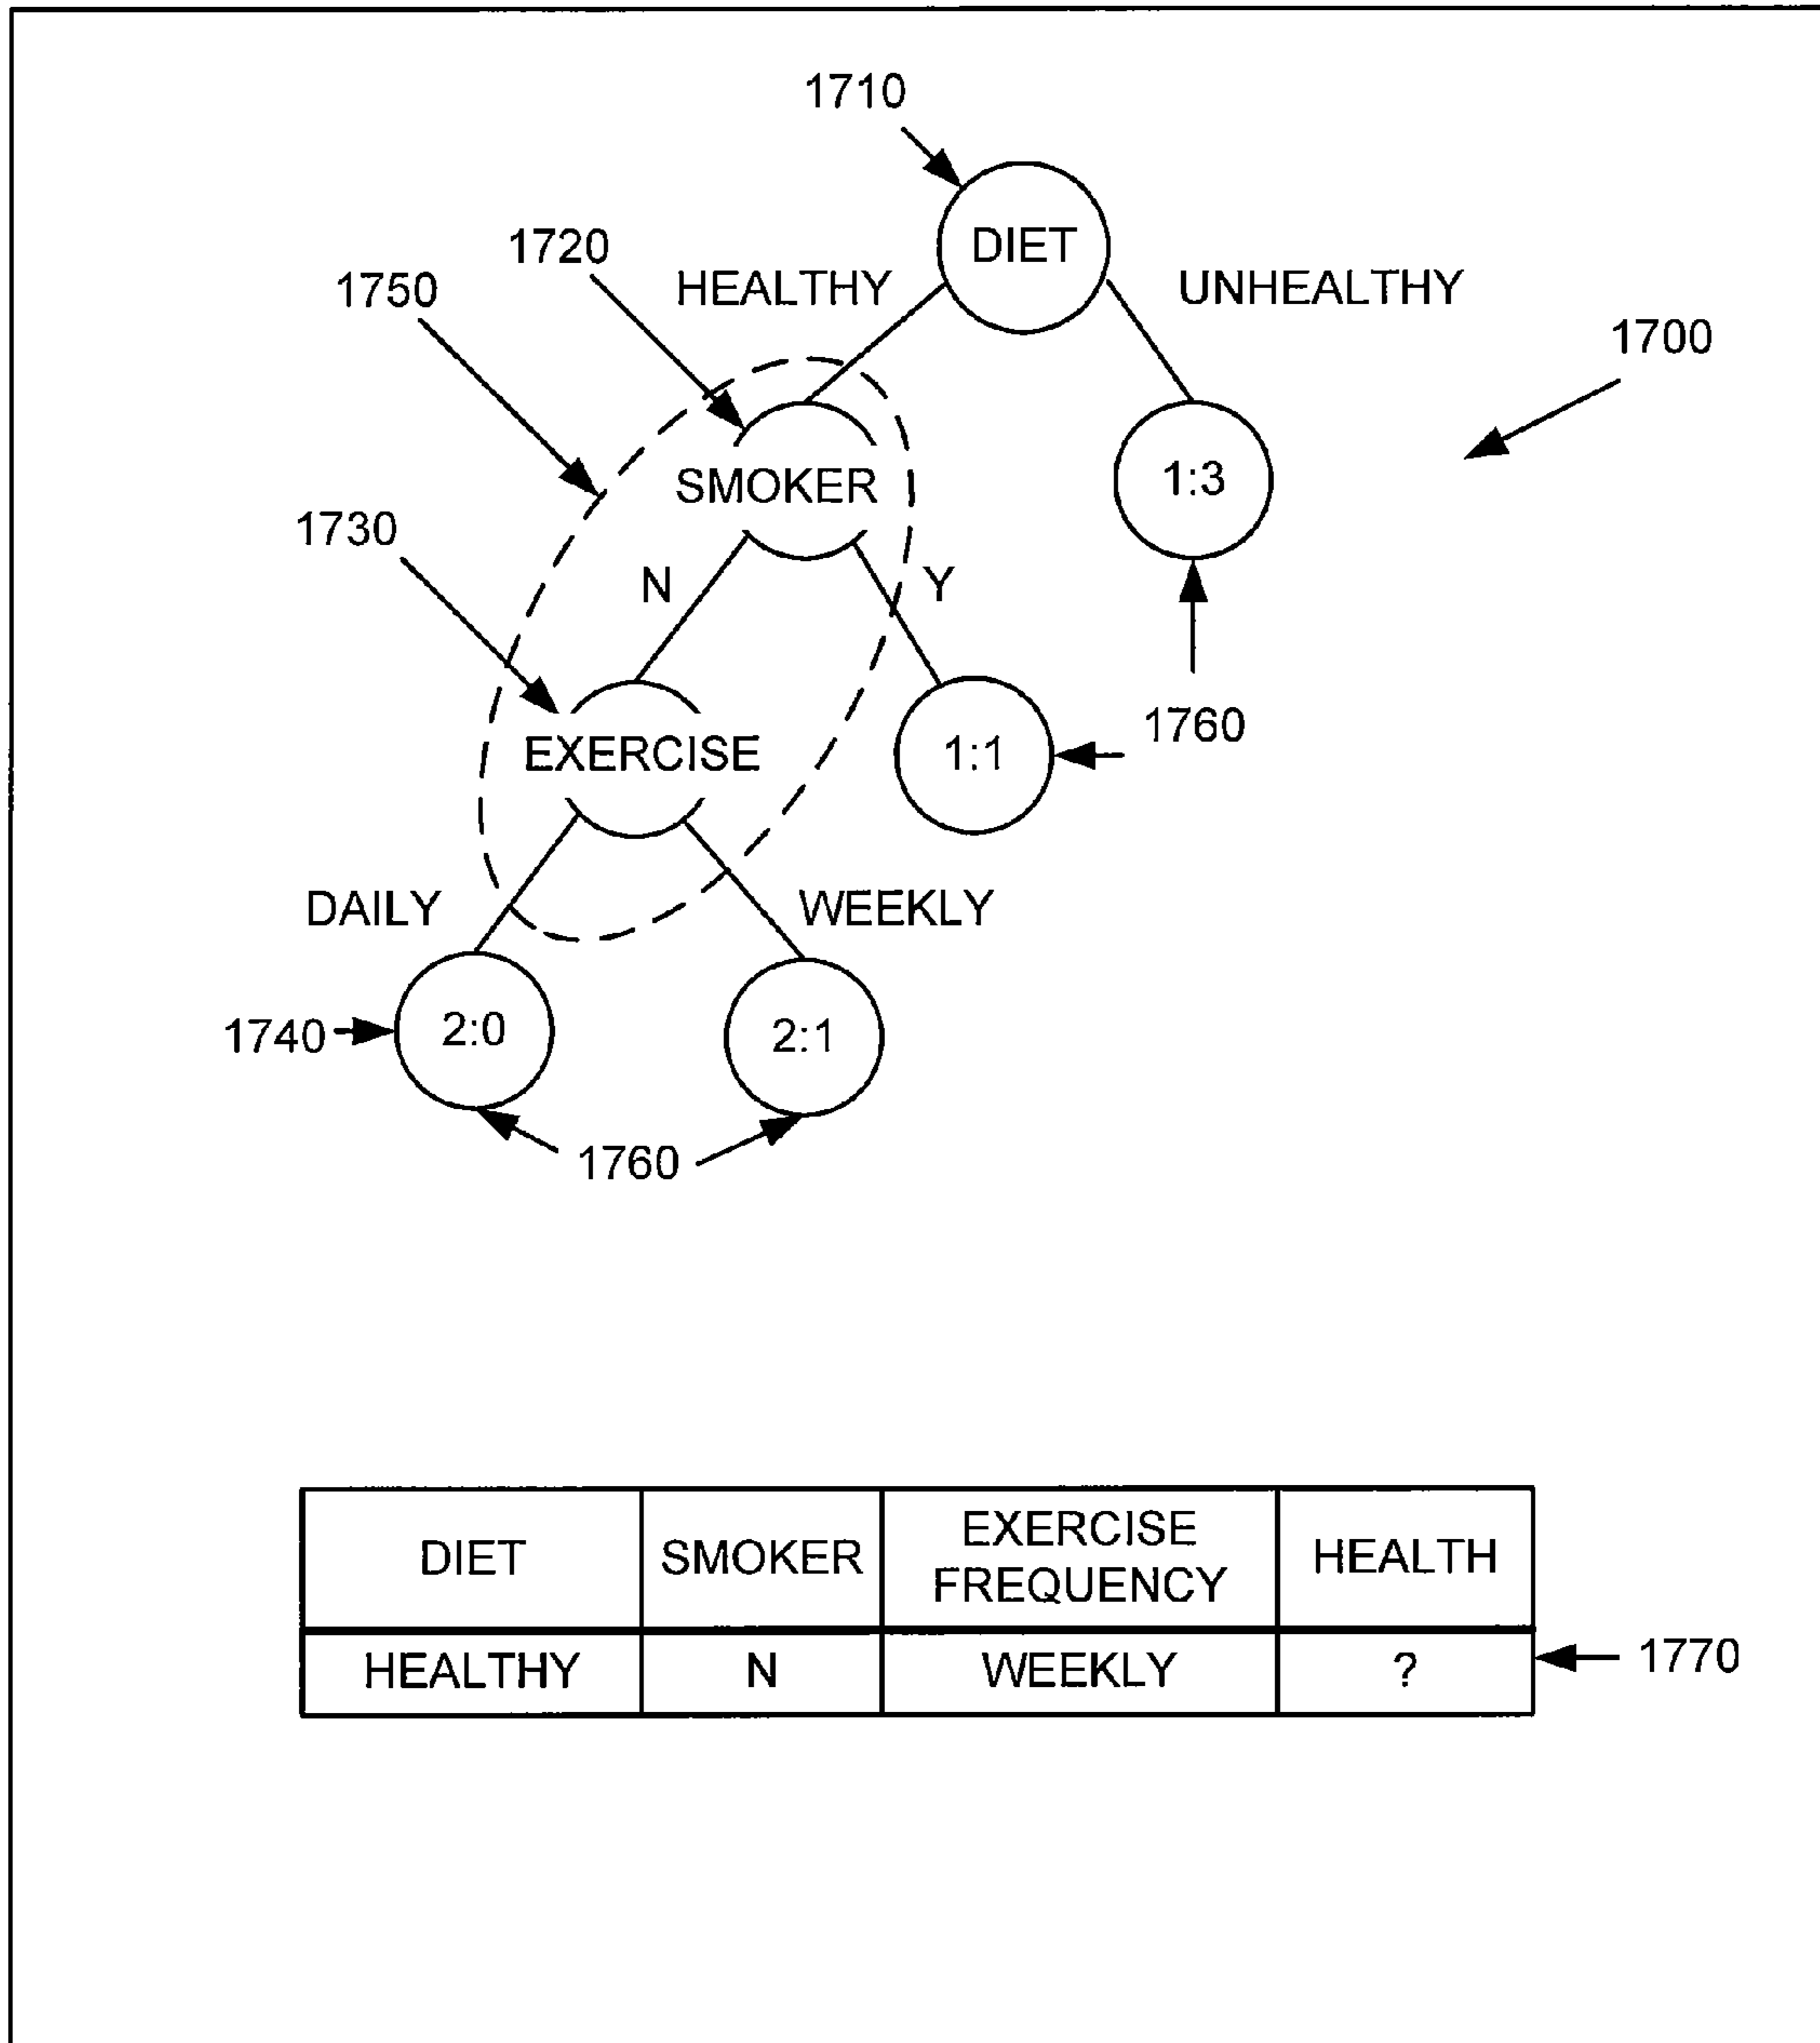 1710
DIET
1720
HEALTHY
UNHEALTHY
1750
1700
SMOKER
1:3
1730
N
Y
1760
EXERCISE
1:1
DAILY
WEEKLY
1740
2:0
2:1
1760
DIET SMOKER EXERCISE FREQUENCY HEALTH
HEALTHY N WEEKLY ?
1770